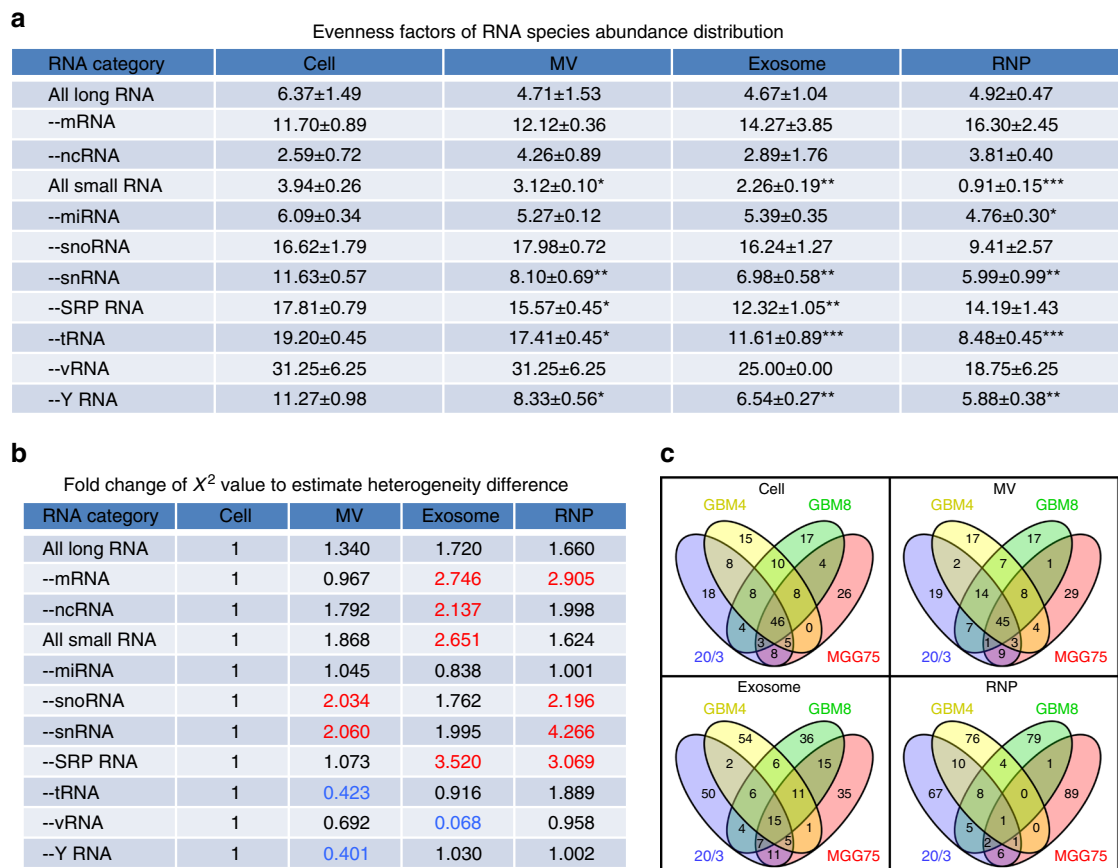 a
Evenness factors of RNA species abundance distribution
RNA category Cell MV Exosome RNP
All long RNA 6.37±1.49 4.71±1.53 4.67±1.04 4.92±0.47
--mRNA 11.70±0.89 12.12±0.36 14.27±3.85 16.30±2.45
--ncRNA 2.59±0.72 4.26±0.89 2.89±1.76 3.81±0.40
All small RNA 3.94±0.26 3.12±0.10* 2.26±0.19** 0.91±0.15***
--miRNA 6.09±0.34 5.27±0.12 5.39±0.35 4.76±0.30*
--snoRNA 16.62±1.79 17.98±0.72 16.24±1.27 9.41±2.57
--snRNA 11.63±0.57 8.10±0.69** 6.98±0.58** 5.99±0.99**
--SRP RNA 17.81±0.79 15.57±0.45* 12.32±1.05** 14.19±1.43
--tRNA 19.20±0.45 17.41±0.45* 11.61±0.89*** 8.48±0.45***
--vRNA 31.25±6.25 31.25±6.25 25.00±0.00 18.75±6.25
--Y RNA 11.27±0.98 8.33±0.56* 6.54±0.27** 5.88±0.38**
b
Fold change of X² value to estimate heterogeneity difference
RNA category Cell MV Exosome RNP
All long RNA 1 1.340 1.720 1.660
--mRNA 1 0.967 2.746 2.905
--ncRNA 1 1.792 2.137 1.998
All small RNA 1 1.868 2.651 1.624
--miRNA 1 1.045 0.838 1.001
--snoRNA 1 2.034 1.762 2.196
--snRNA 1 2.060 1.995 4.266
--SRP RNA 1 1.073 3.520 3.069
--tRNA 1 0.423 0.916 1.889
--vRNA 1 0.692 0.068 0.958
--Y RNA 1 0.401 1.030 1.002
c
Cell
GBM4 GBM8
15 17
8 10 4
18 8 8 26
46
4 0
3 5
8
20/3 MGG75
MV
GBM4 GBM8
17 17
2 7 1
19 14 8 29
45
7 4
1 3
9
20/3 MGG75
Exosome
GBM4 GBM8
54 36
2 6 15
50 6 11 35
15
4 1
7 5
11
20/3 MGG75
RNP
GBM4 GBM8
76 79
10 4 1
67 8 0 89
1
5 0
2 1
6
20/3 MGG75